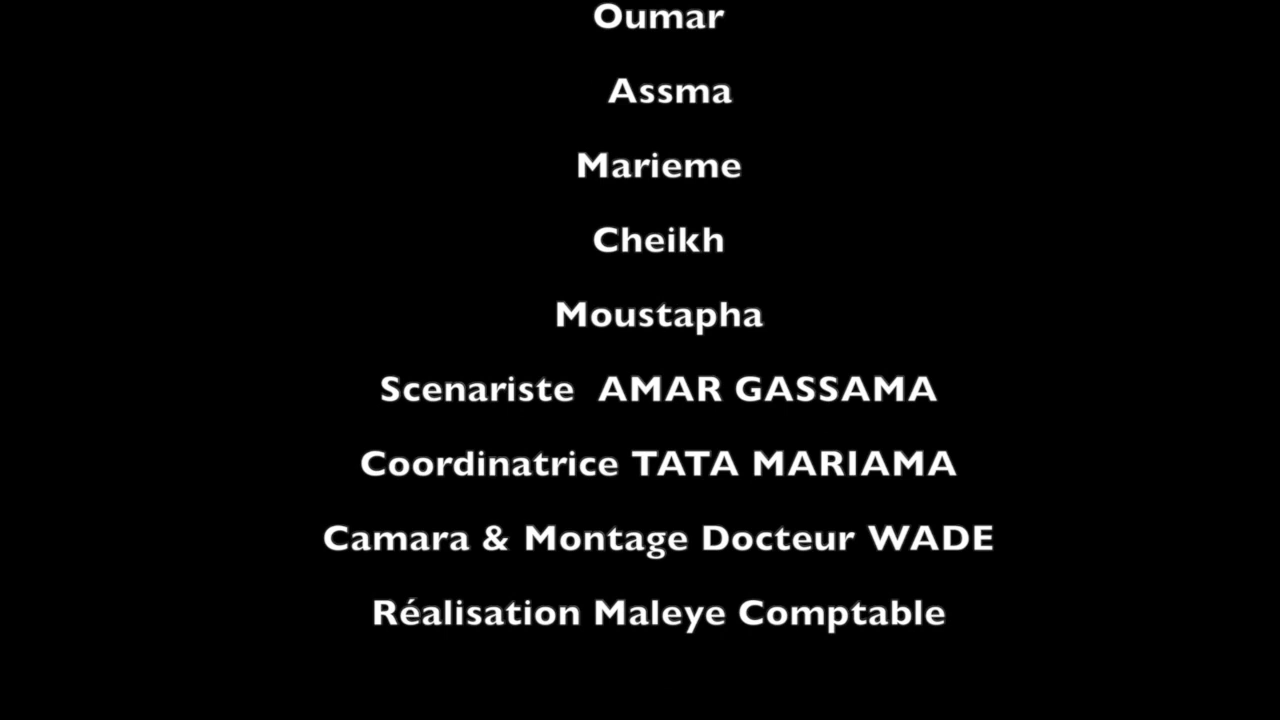 Oumar
Assma
Marieme
Cheikh
Moustapha
Scenariste  AMAR GASSAMA
Coordinatrice TATA MARIAMA
Camara & Montage Docteur WADE
Réalisation Maleye Comptable